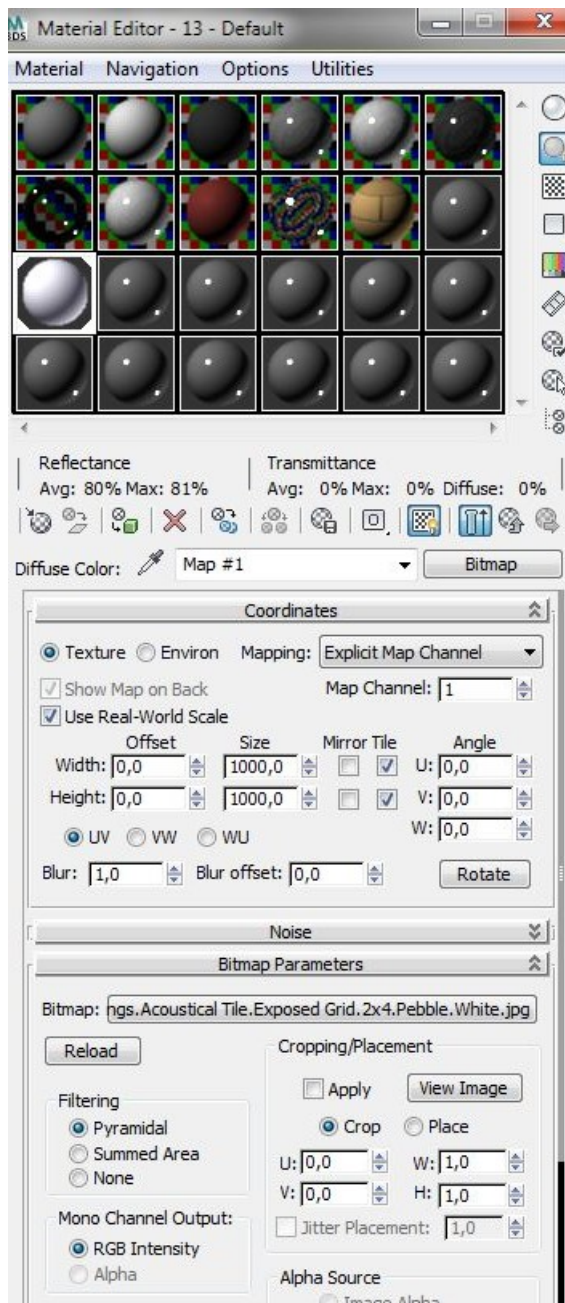 MAX
3DS
Material Editor - 13 - Default
Material Navigation Options Utilities
Reflectance Transmittance
Avg: 80% Max: 81% Avg: 0% Max: 0% Diffuse: 0%
Diffuse Color: Map #1 Bitmap
Coordinates
Texture Environ Mapping: Explicit Map Channel
Show Map on Back Map Channel: 1
Use Real-World Scale
Offset Size Mirror Tile Angle
Width: 0,0 1000,0 U: 0,0
Height: 0,0 1000,0 V: 0,0
UV VW WU W: 0,0
Blur: 1,0 Blur offset: 0,0 Rotate
Noise
Bitmap Parameters
Bitmap: ngs.Acoustical Tile.Exposed Grid.2x4.Pebble.White.jpg
Reload Cropping/Placement
Apply View Image
Filtering
Pyramidal Crop Place
Summed Area U: 0,0 W: 1,0
None V: 0,0 H: 1,0
Mono Channel Output: Jitter Placement: 1,0
RGB Intensity
Alpha Alpha Source
Image Alpha